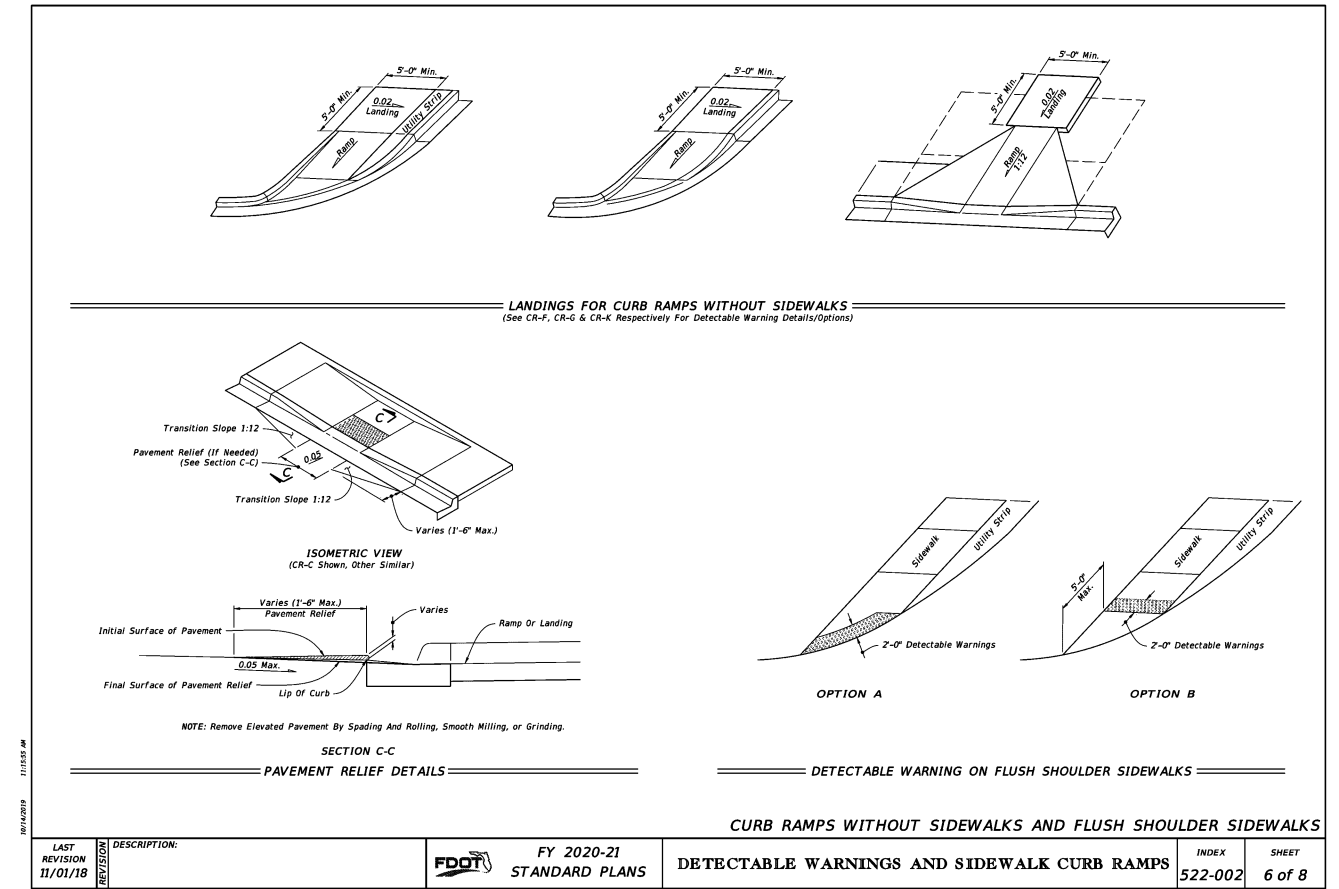 5'-0" Min.
5'-0" Min.
0.02
Landing
Utility Strip
Ramp
5'-0" Min.
5'-0" Min.
0.02
Landing
Ramp
5'-0" Min.
5'-0" Min.
0.02
Landing
Ramp
1:12
LANDINGS FOR CURB RAMPS WITHOUT SIDEWALKS
(See CR-F, CR-G & CR-K Respectively For Detectable Warning Details/Options)
C
Transition Slope 1:12
Pavement Relief (If Needed)
(See Section C-C)
0.05
C
Transition Slope 1:12
Varies (1'-6" Max.)
ISOMETRIC VIEW
(CR-C Shown, Other Similar)
Varies (1'-6" Max.)
Pavement Relief
Varies
Initial Surface of Pavement
Ramp Or Landing
0.05 Max.
Final Surface of Pavement Relief
Lip Of Curb
NOTE: Remove Elevated Pavement By Spading And Rolling, Smooth Milling, or Grinding.
SECTION C-C
PAVEMENT RELIEF DETAILS
Sidewalk
Utility Strip
2'-0" Detectable Warnings
OPTION A
Sidewalk
Utility Strip
5'-0"
Max.
2'-0" Detectable Warnings
OPTION B
DETECTABLE WARNING ON FLUSH SHOULDER SIDEWALKS
CURB RAMPS WITHOUT SIDEWALKS AND FLUSH SHOULDER SIDEWALKS
10/14/2019 11:15:55 AM
LAST
REVISION
11/01/18
REVISION
DESCRIPTION:
FDOT
FY 2020-21
STANDARD PLANS
DETECTABLE WARNINGS AND SIDEWALK CURB RAMPS
INDEX
522-002
SHEET
6 of 8